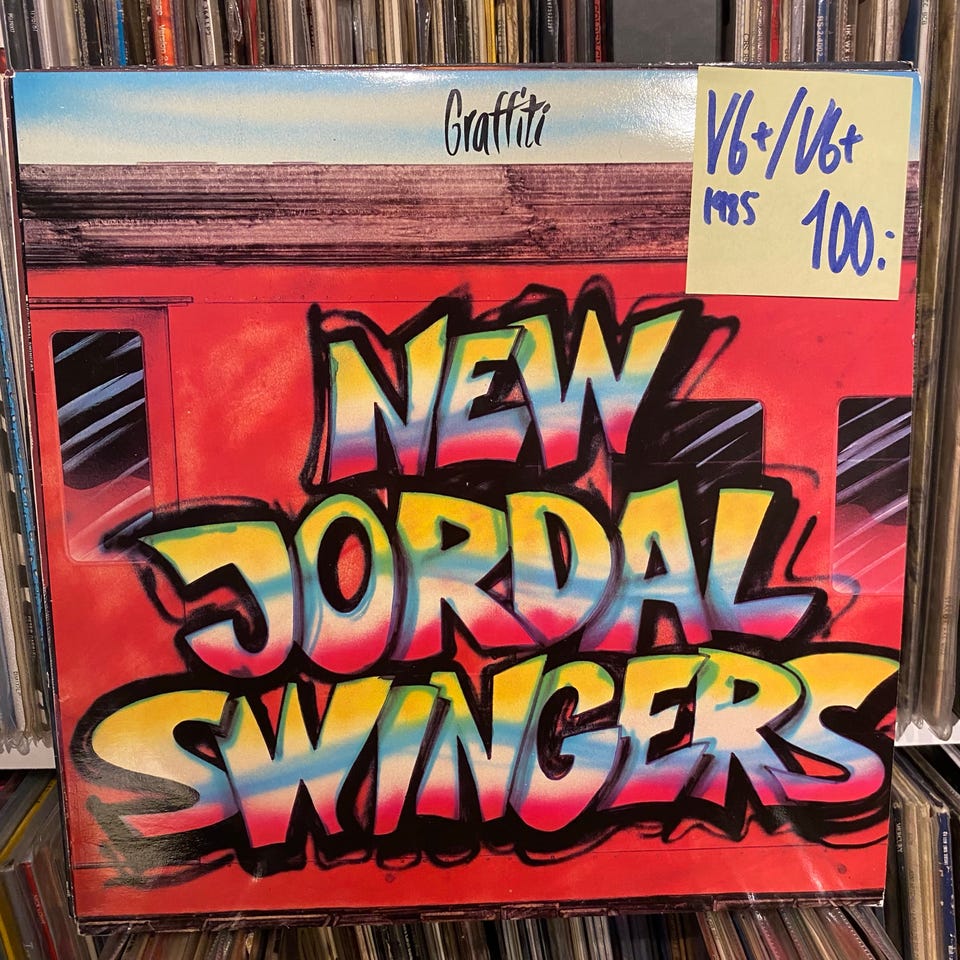 Graffiti
V6+/V6+
1985
100:
NEW
JORDAL
SWINGERS